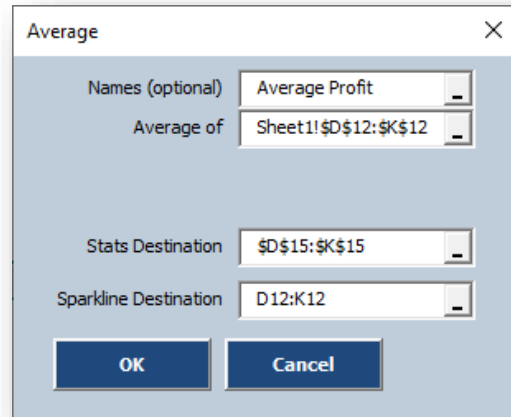 Average
Names (optional) Average Profit
Average of Sheet1!$D$12:$K$12
Stats Destination $D$15:$K$15
Sparkline Destination D12:K12
OK Cancel